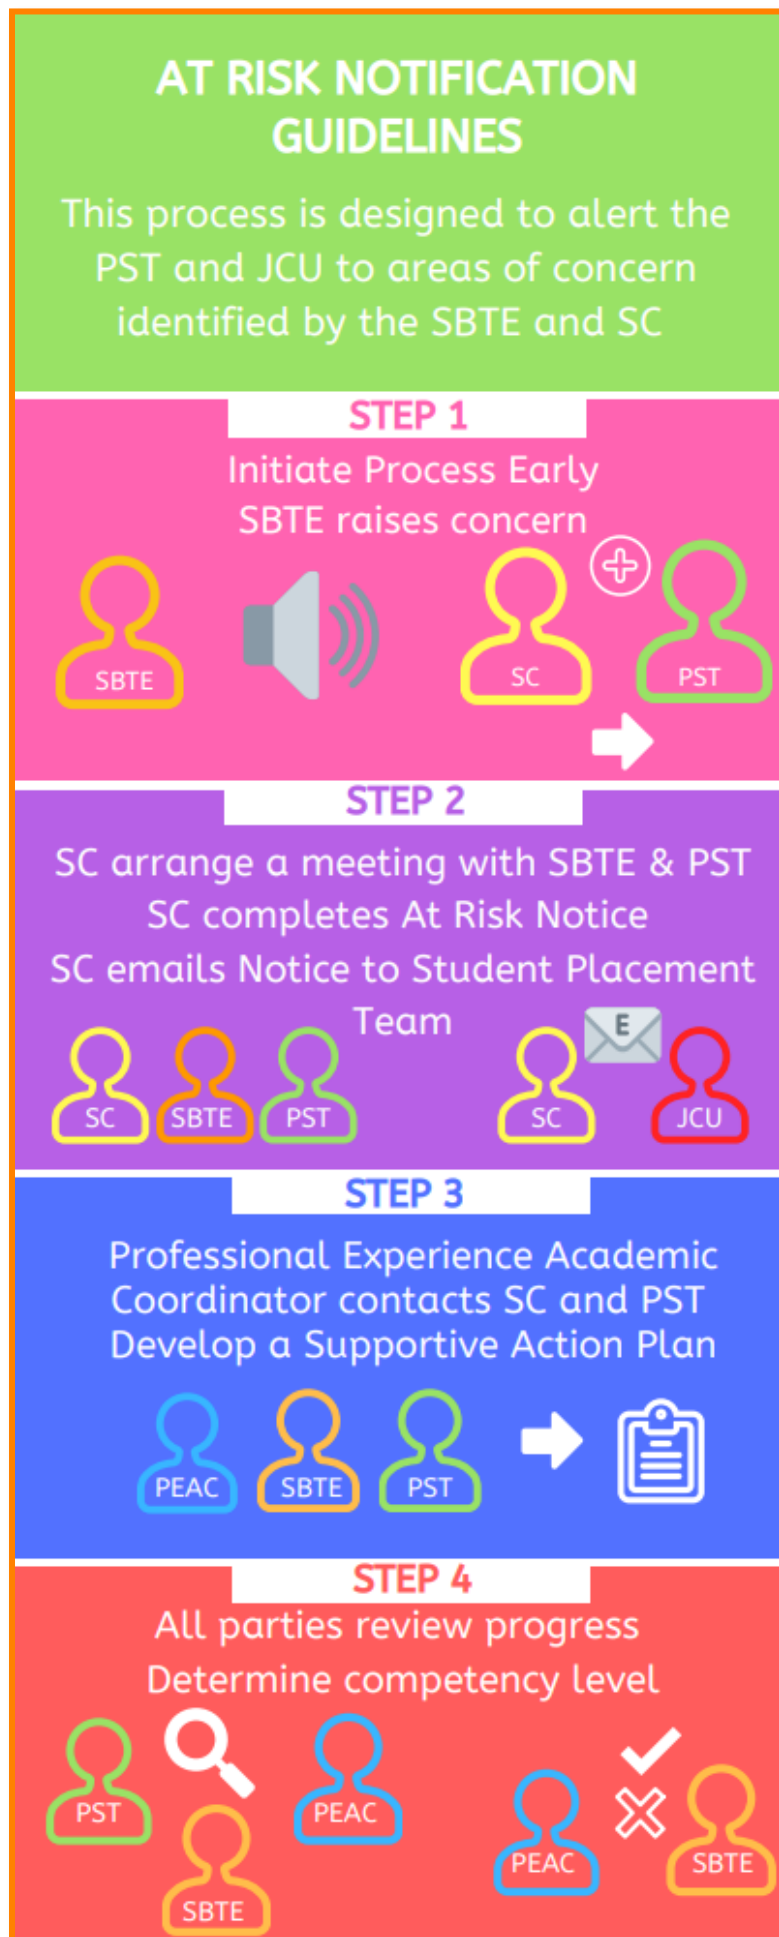 AT RISK NOTIFICATION
GUIDELINES
This process is designed to alert the
PST and JCU to areas of concern
identified by the SBTE and SC
STEP 1
Initiate Process Early
SBTE raises concern
SBTE
SC
PST
STEP 2
SC arrange a meeting with SBTE & PST
SC completes At Risk Notice
SC emails Notice to Student Placement
Team
E
SC
SBTE
PST
SC
JCU
STEP 3
Professional Experience Academic
Coordinator contacts SC and PST
Develop a Supportive Action Plan
PEAC
SBTE
PST
STEP 4
All parties review progress
Determine competency level
PST
PEAC
SBTE
PEAC
SBTE